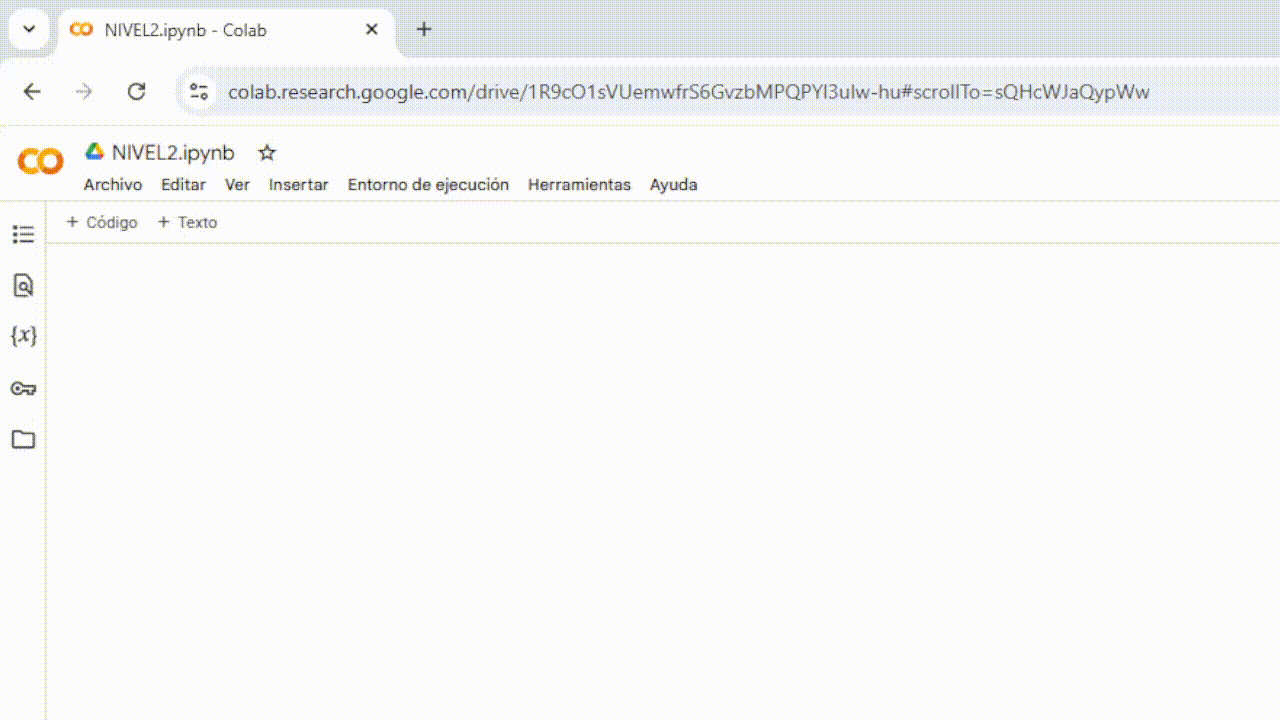 NIVEL2.ipynb - Colab
colab.research.google.com/drive/1R9cO1sVUemwfrS6GvzbMPQPYl3ulw-hu#scrollTo=sQHcWJaQypWw
CO NIVEL2.ipynb
Archivo Editar Ver Insertar Entorno de ejecución Herramientas Ayuda
+ Código + Texto
{x}